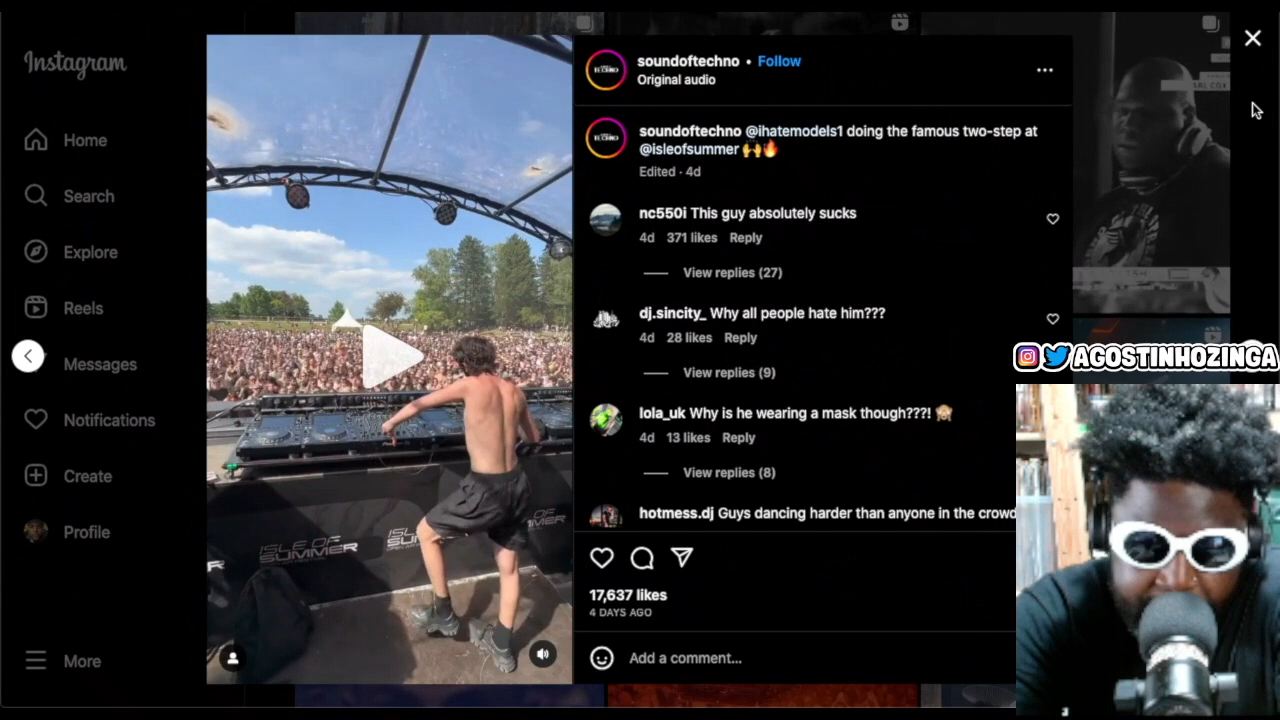 Instagram
Home
Search
Explore
Reels
Messages
Notifications
Create
Profile
More
ISLE OF
SUMMER
soundoftechno • Follow
Original audio
soundoftechno @ihatemodels1 doing the famous two-step at
@isleofsummer 🙌🔥
Edited · 4d
nc550i This guy absolutely sucks
4d 371 likes Reply
View replies (27)
dj.sincity_ Why all people hate him???
4d 28 likes Reply
View replies (9)
lola_uk Why is he wearing a mask though???! 🙈
4d 13 likes Reply
View replies (8)
hotmess.dj Guys dancing harder than anyone in the crowd
17,637 likes
4 DAYS AGO
Add a comment...
AGOSTINHOZINGA